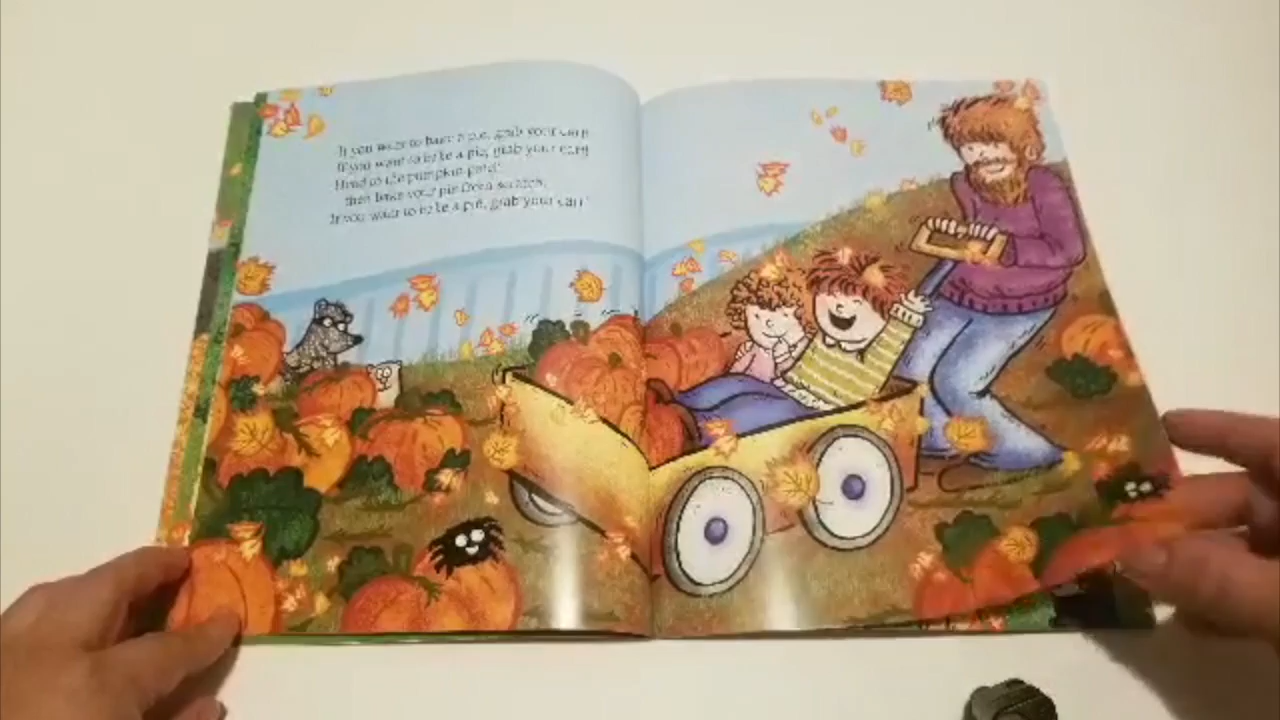 If you want to bake a pie, grab your cart!
If you want to bake a pie, grab your cart!
Head to the pumpkin patch
then bake your pie from scratch.
If you want to bake a pie, grab your cart!